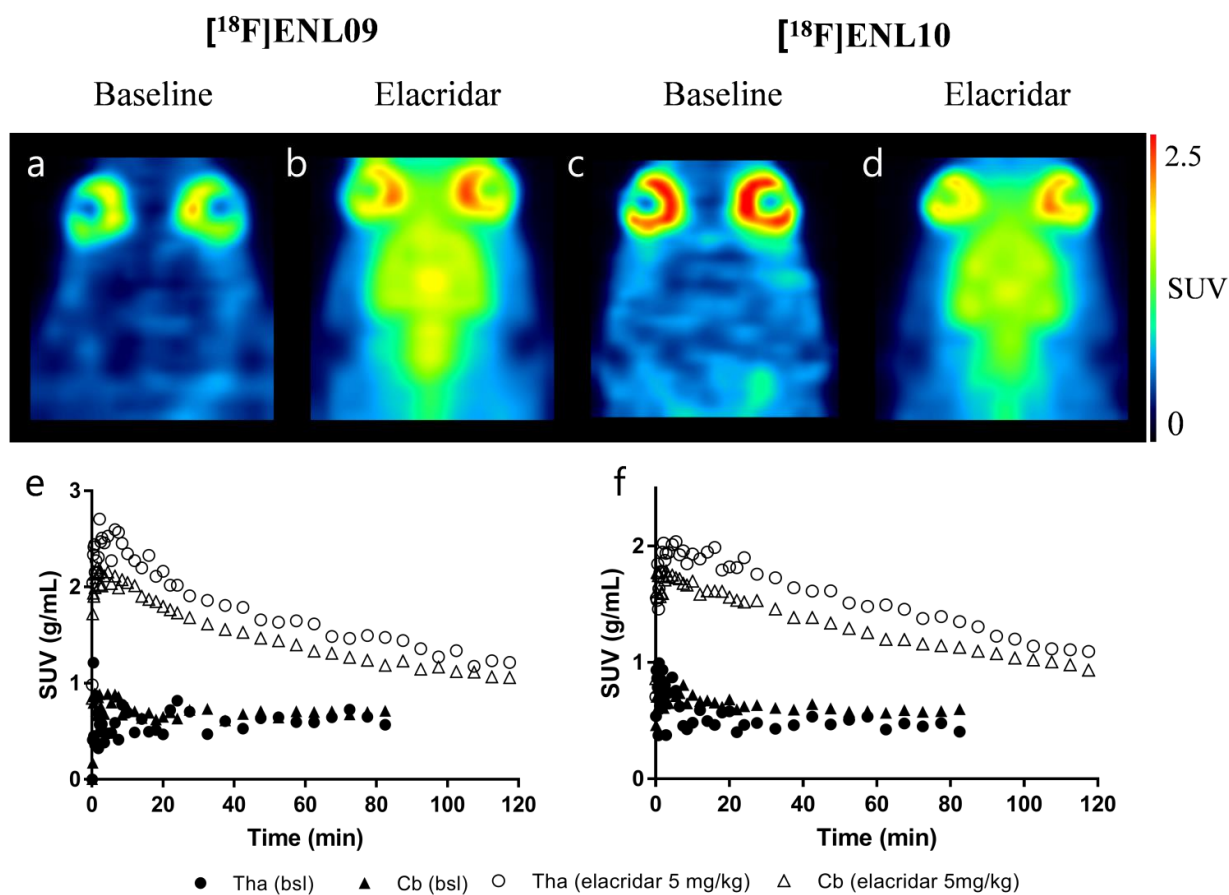 [¹⁸F]ENL09 [¹⁸F]ENL10
Baseline Elacridar Baseline Elacridar
a b c d 2.5
SUV
0
e f
3
2
1
0
SUV (g/mL)
0 20 40 60 80 100 120
Time (min)
2
1
0
SUV (g/mL)
0 20 40 60 80 100 120
Time (min)
Tha (bsl) Cb (bsl) Tha (elacridar 5 mg/kg) Cb (elacridar 5mg/kg)